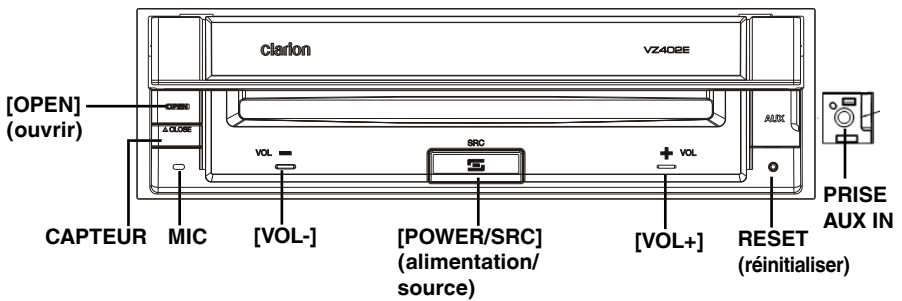 clarion
VZ402E
[OPEN]
(ouvrir)
OPEN
△ CLOSE
AUX
SRC
VOL −
+ VOL
PRISE
AUX IN
CAPTEUR
MIC
[VOL-]
[POWER/SRC]
(alimentation/
source)
[VOL+]
RESET
(réinitialiser)